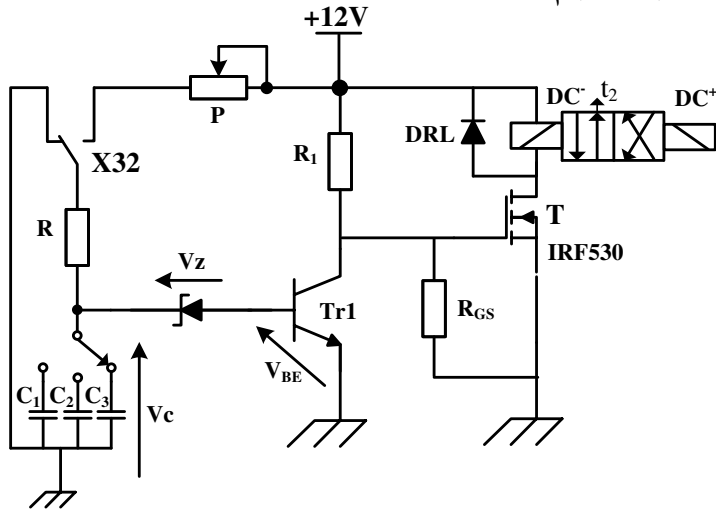 +12V
DC⁻ t₂ DC⁺
P
DRL
X32
R₁
R
T
IRF530
Vz
Tr1
R_GS
V_BE
C₁ C₂ C₃
Vc